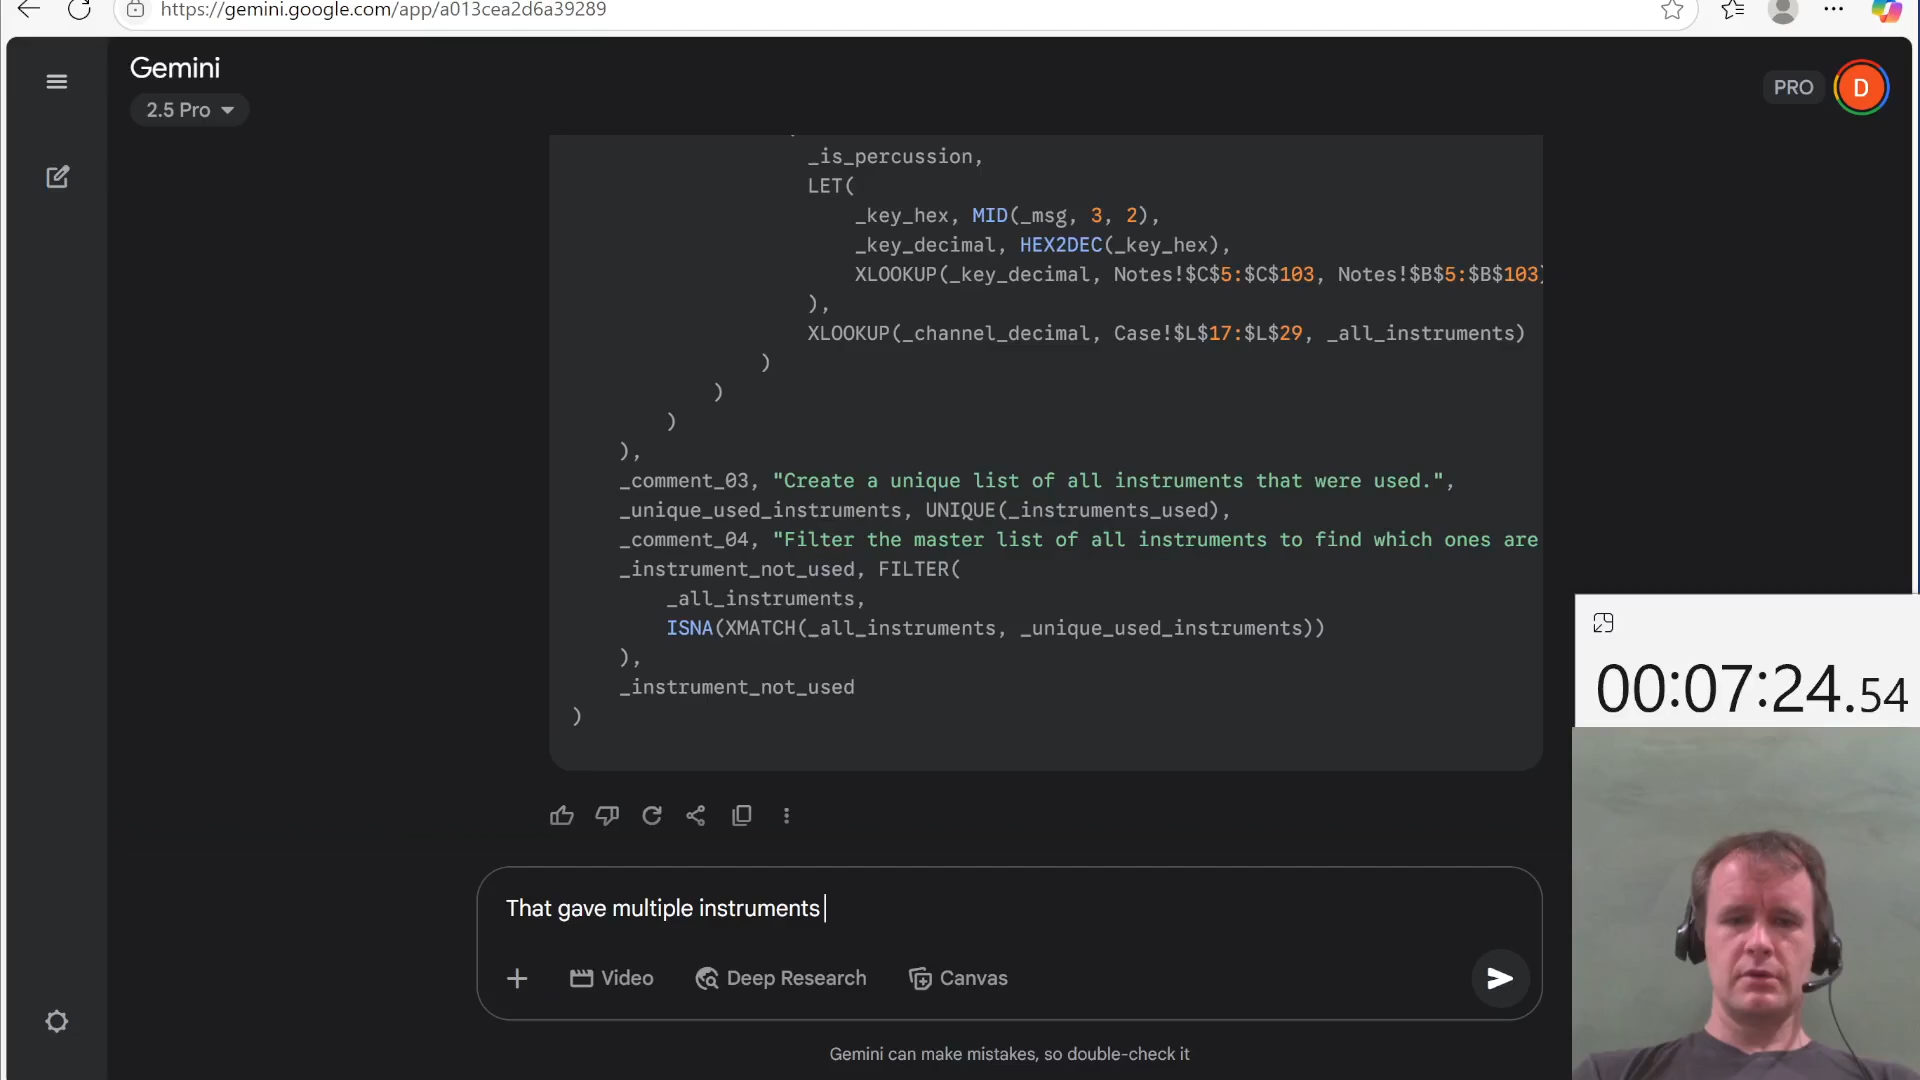 https://gemini.google.com/app/a013cea2d6a39289
Gemini
2.5 Pro
PRO
D
_is_percussion,
LET(
_key_hex, MID(_msg, 3, 2),
_key_decimal, HEX2DEC(_key_hex),
XLOOKUP(_key_decimal, Notes!$C$5:$C$103, Notes!$B$5:$B$103)
),
XLOOKUP(_channel_decimal, Case!$L$17:$L$29, _all_instruments)
)
)
)
),
_comment_03, "Create a unique list of all instruments that were used.",
_unique_used_instruments, UNIQUE(_instruments_used),
_comment_04, "Filter the master list of all instruments to find which ones are
_instrument_not_used, FILTER(
_all_instruments,
ISNA(XMATCH(_all_instruments, _unique_used_instruments))
),
_instrument_not_used
)
00:07:24.54
That gave multiple instruments
Video
Deep Research
Canvas
Gemini can make mistakes, so double-check it